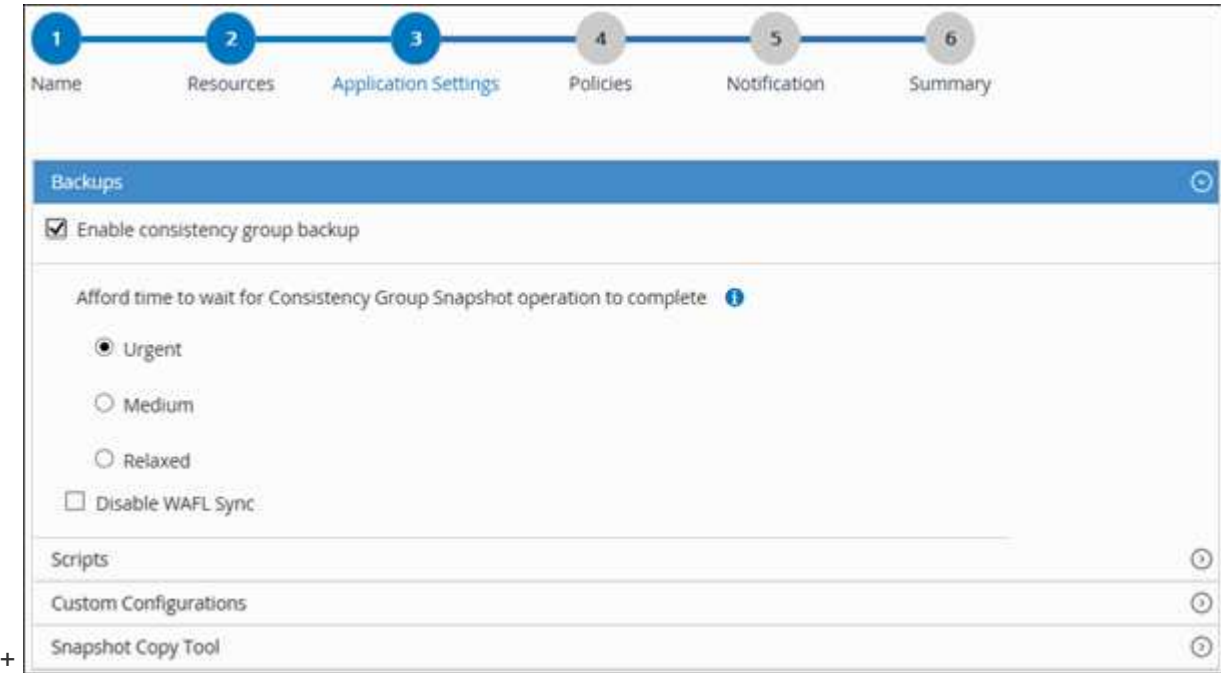 1 2 3 4 5 6
Name Resources Application Settings Policies Notification Summary
Backups
Enable consistency group backup
Afford time to wait for Consistency Group Snapshot operation to complete
Urgent
Medium
Relaxed
Disable WAFL Sync
Scripts
Custom Configurations
Snapshot Copy Tool
+